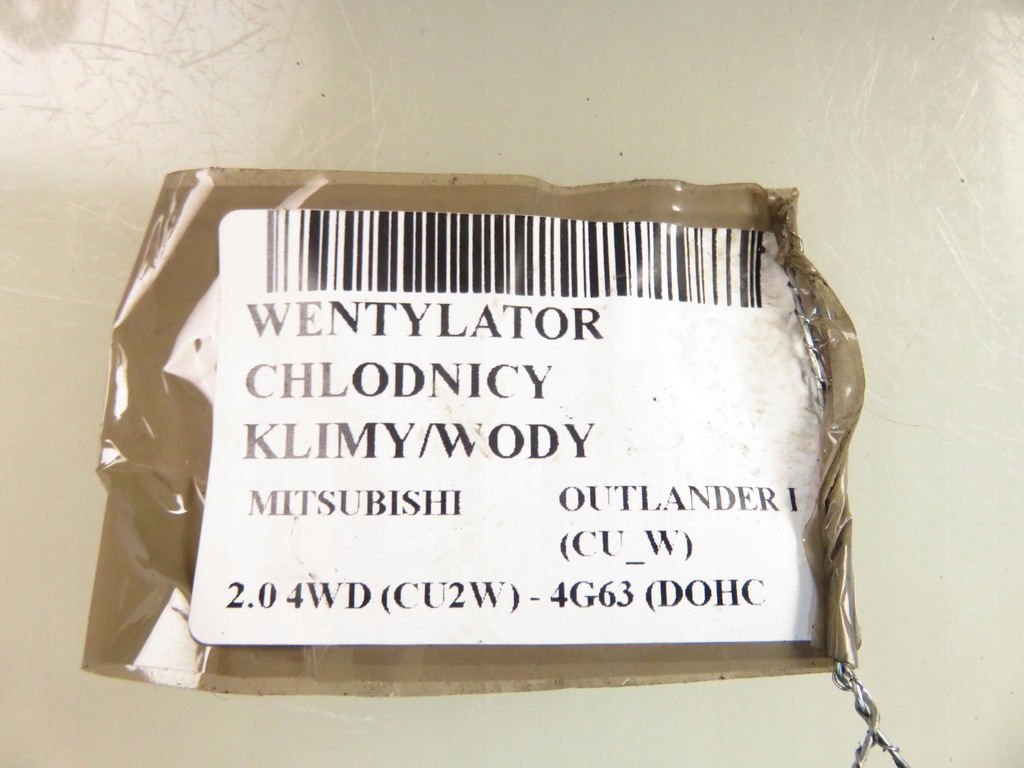 WENTYLATOR
CHLODNICY
KLIMY/WODY
MITSUBISHI OUTLANDER I
(CU_W)
2.0 4WD (CU2W) - 4G63 (DOHC